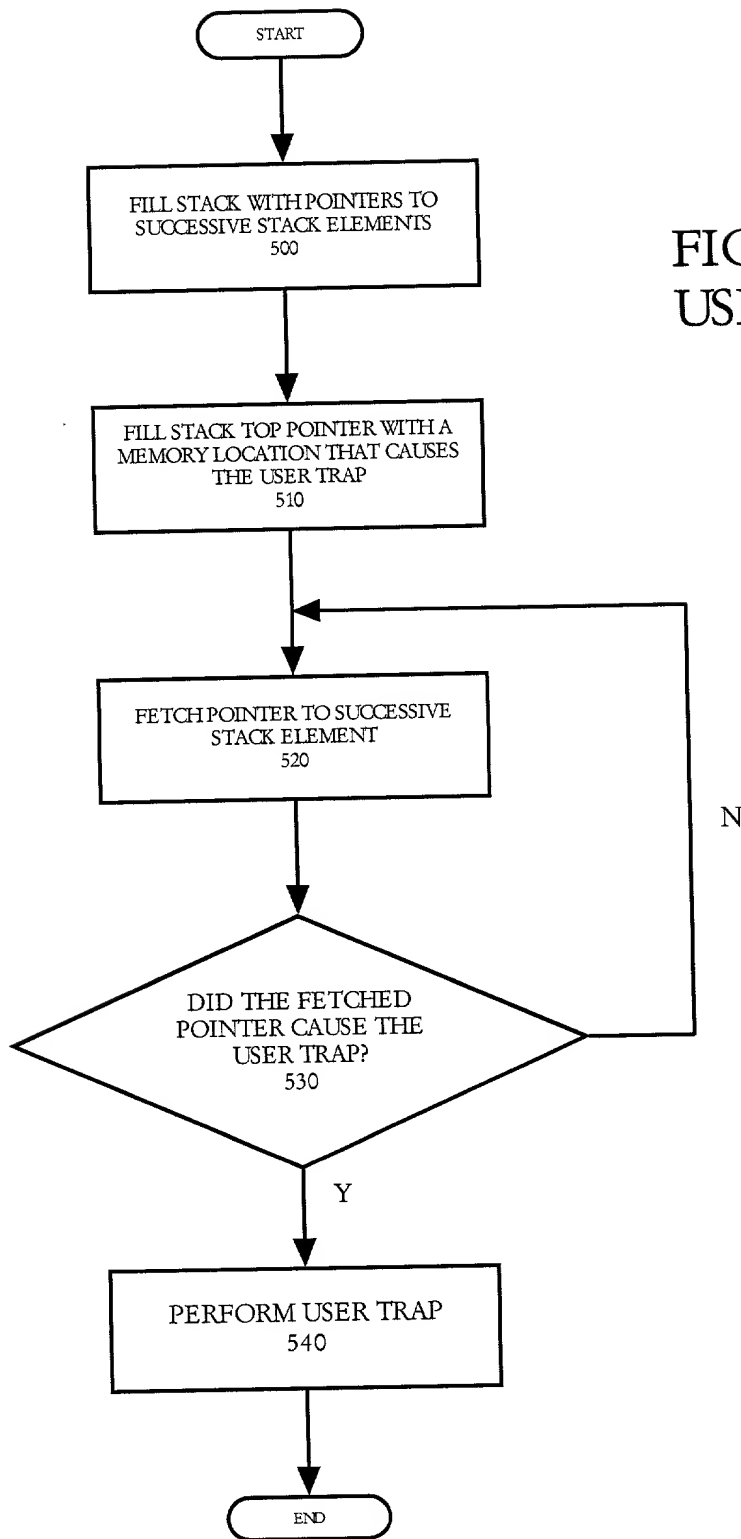 START
FILL STACK WITH POINTERS TO
SUCCESSIVE STACK ELEMENTS
500
FILL STACK TOP POINTER WITH A
MEMORY LOCATION THAT CAUSES
THE USER TRAP
510
FETCH POINTER TO SUCCESSIVE
STACK ELEMENT
520
N
DID THE FETCHED
POINTER CAUSE THE
USER TRAP?
530
Y
PERFORM USER TRAP
540
END